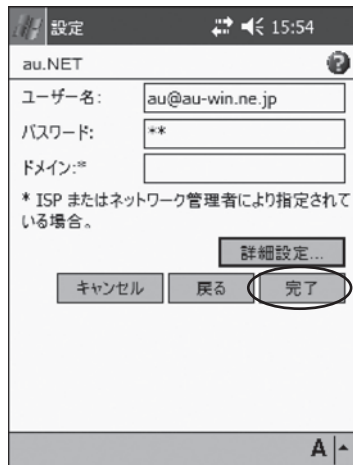 設定 15:54
au.NET
ユーザー名: au@au-win.ne.jp
パスワード: **
ドメイン:*
* ISP またはネットワーク管理者により指定されて
いる場合。
詳細設定...
キャンセル 戻る 完了
A